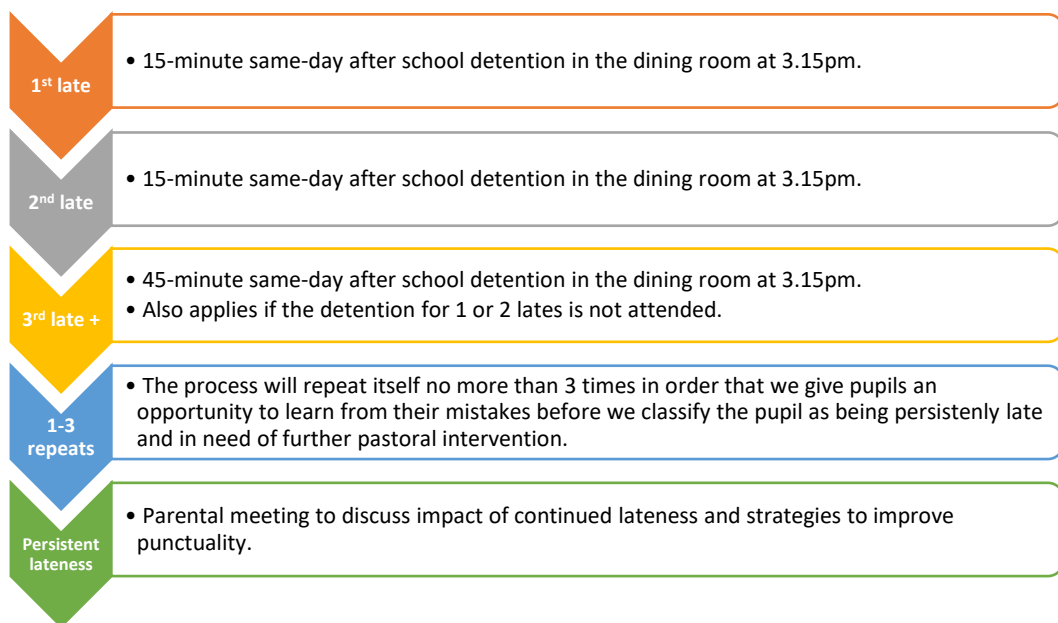 1st late
• 15-minute same-day after school detention in the dining room at 3.15pm.
2nd late
• 15-minute same-day after school detention in the dining room at 3.15pm.
3rd late +
• 45-minute same-day after school detention in the dining room at 3.15pm.
• Also applies if the detention for 1 or 2 lates is not attended.
1-3
repeats
• The process will repeat itself no more than 3 times in order that we give pupils an
opportunity to learn from their mistakes before we classify the pupil as being persistenly late
and in need of further pastoral intervention.
Persistent
lateness
• Parental meeting to discuss impact of continued lateness and strategies to improve
punctuality.